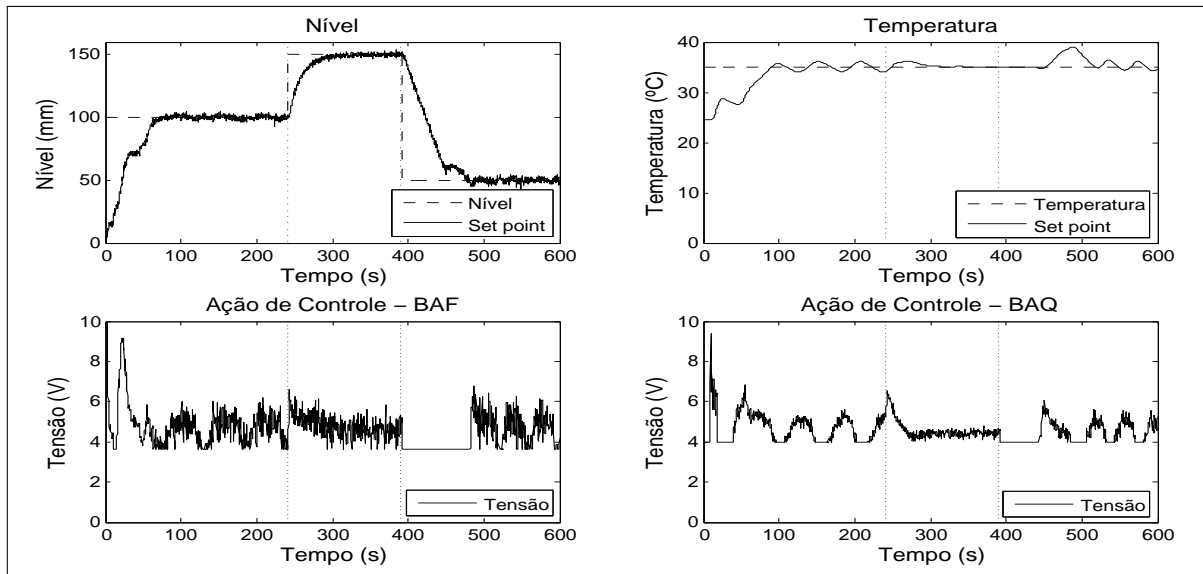 Nível
150
100
50
0
0 100 200 300 400 500 600
Nível (mm)
Tempo (s)
Nível
Set point
Temperatura
40
30
20
10
0
0 100 200 300 400 500 600
Temperatura (ºC)
Tempo (s)
Temperatura
Set point
Ação de Controle – BAF
10
8
6
4
2
0
0 100 200 300 400 500 600
Tensão (V)
Tempo (s)
Tensão
Ação de Controle – BAQ
10
8
6
4
2
0
0 100 200 300 400 500 600
Tensão (V)
Tempo (s)
Tensão